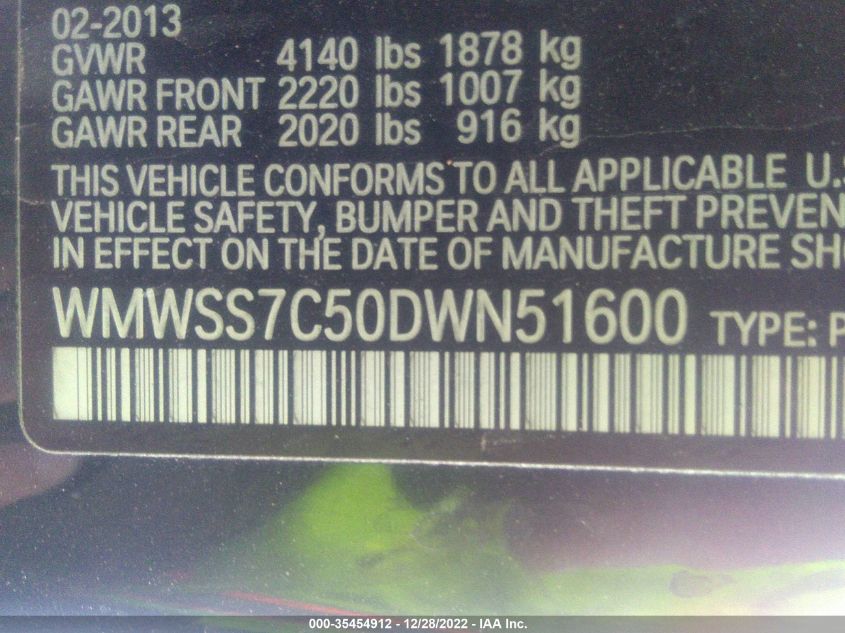 02-2013
GVWR 4140 lbs 1878 kg
GAWR FRONT 2220 lbs 1007 kg
GAWR REAR 2020 lbs 916 kg
THIS VEHICLE CONFORMS TO ALL APPLICABLE U.S
VEHICLE SAFETY, BUMPER AND THEFT PREVEN
IN EFFECT ON THE DATE OF MANUFACTURE SHO
WMWSS7C50DWN51600 TYPE: P
000-35454912 - 12/28/2022 - IAA Inc.